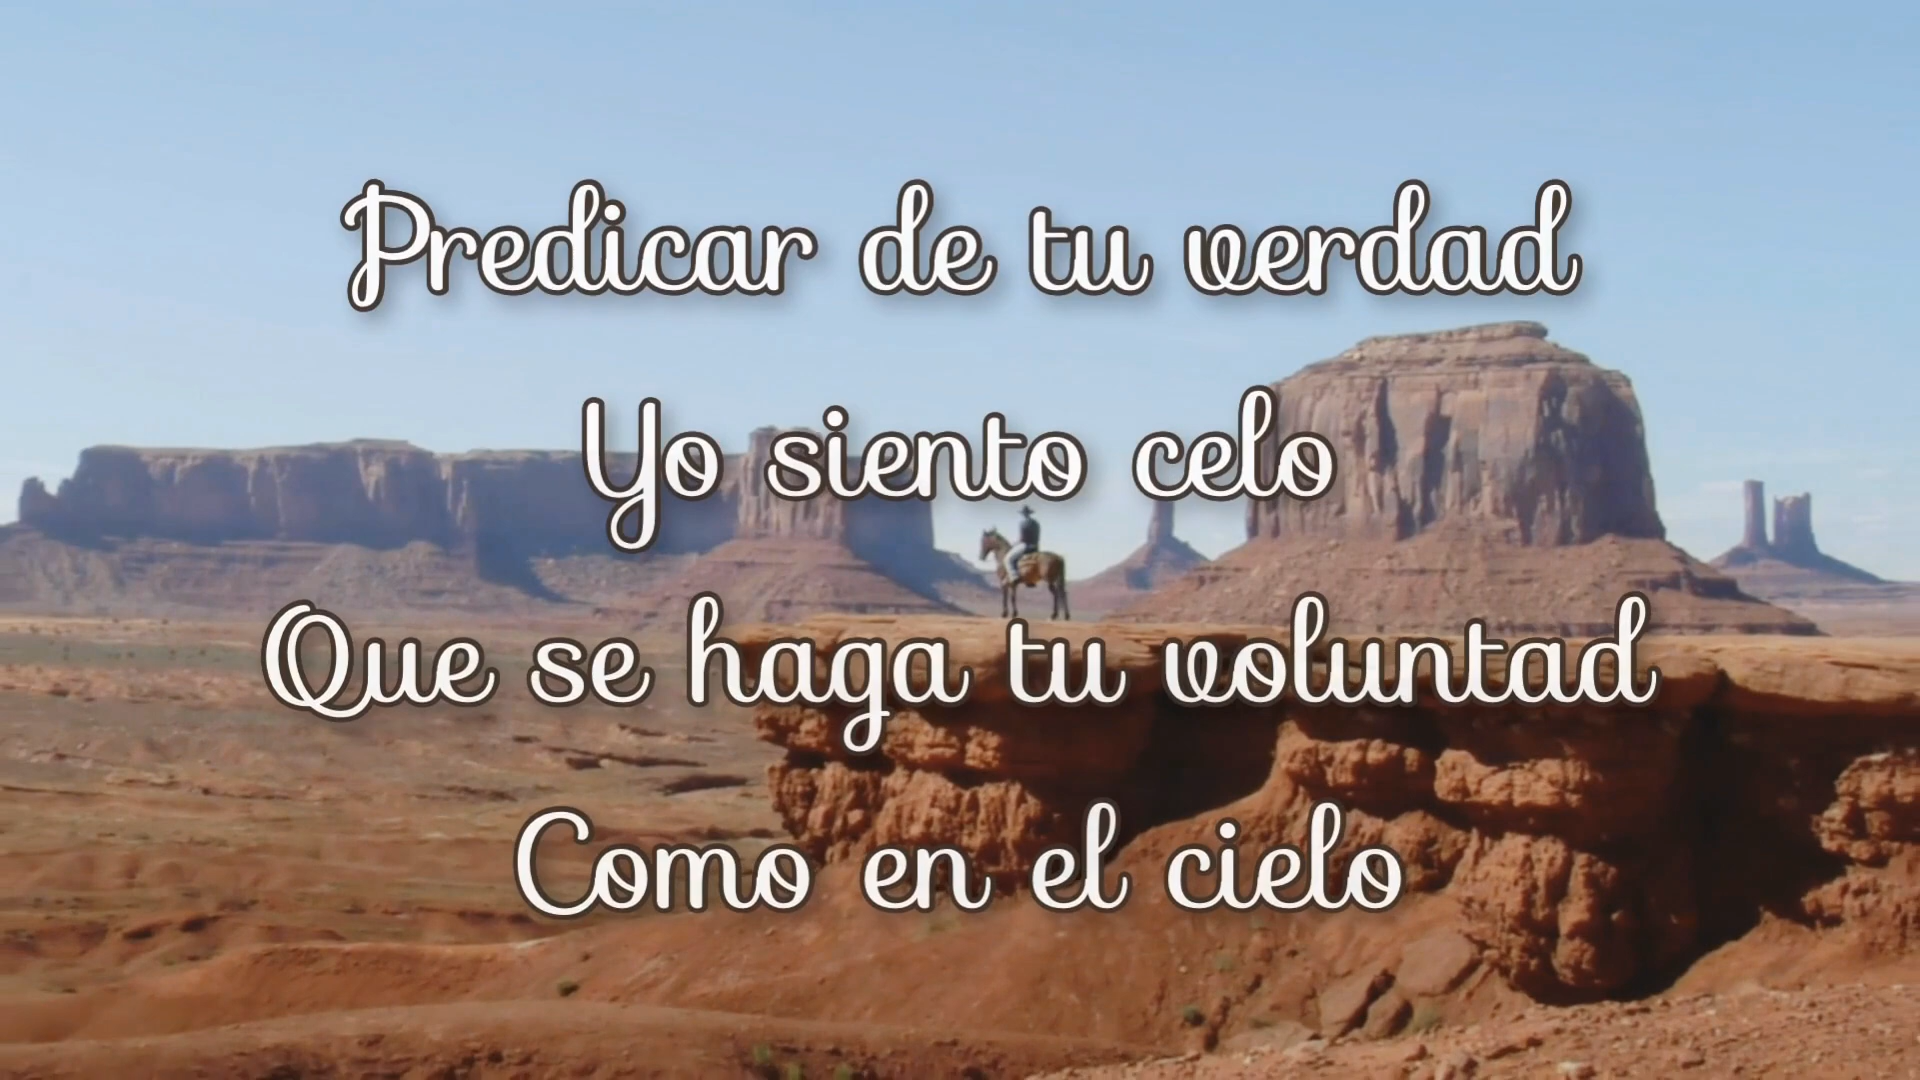 Predicar de tu verdad
Yo siento celo
Que se haga tu voluntad
Como en el cielo